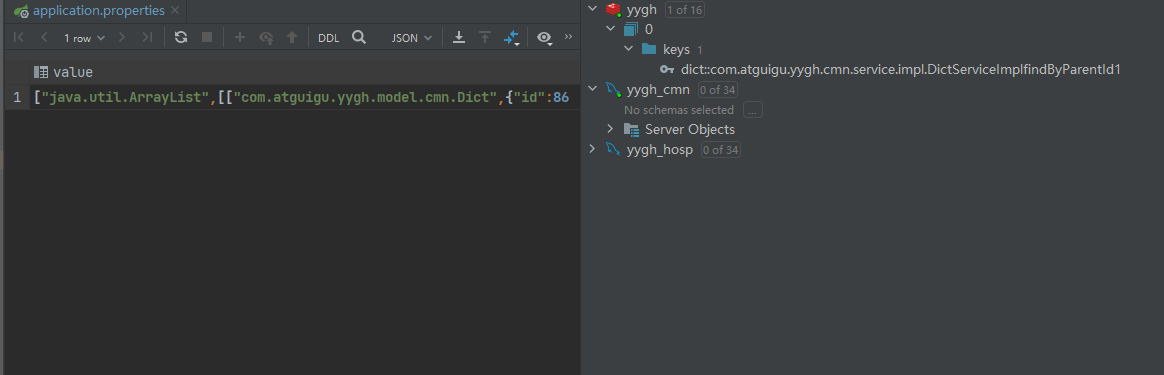 application.properties
1 row
DDL
JSON
value
1 ["java.util.ArrayList",[["com.atguigu.yygh.model.cmn.Dict",{"id":86
yygh 1 of 16
0
keys 1
dict::com.atguigu.yygh.cmn.service.impl.DictServiceImplfindByParentId1
yygh_cmn 0 of 34
No schemas selected ...
Server Objects
yygh_hosp 0 of 34